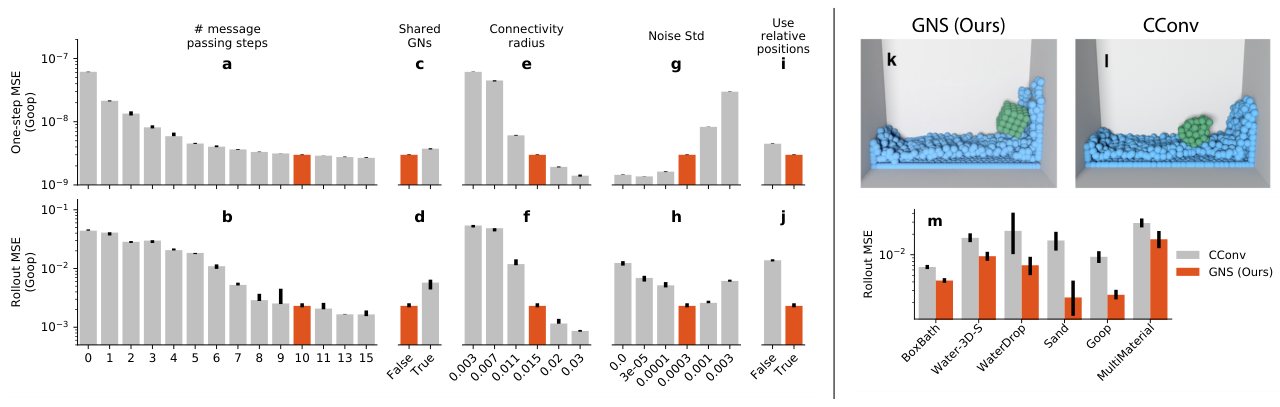 # message
passing steps
Shared
GNs
Connectivity
radius
Noise Std
Use
relative
positions
a
c
e
g
i
One-step MSE
(Goop)
10⁻⁷
10⁻⁸
10⁻⁹
b
d
f
h
j
Rollout MSE
(Goop)
10⁻¹
10⁻²
10⁻³
0 1 2 3 4 5 6 7 8 9 10 11 13 15
False True
0.003 0.007 0.011 0.015 0.02 0.03
0.0 3e-05 0.0001 0.0003 0.001 0.003
False True
GNS (Ours)
CConv
k
l
m
Rollout MSE
10⁻²
CConv
GNS (Ours)
BoxBath Water-3D-S WaterDrop Sand Goop MultiMaterial